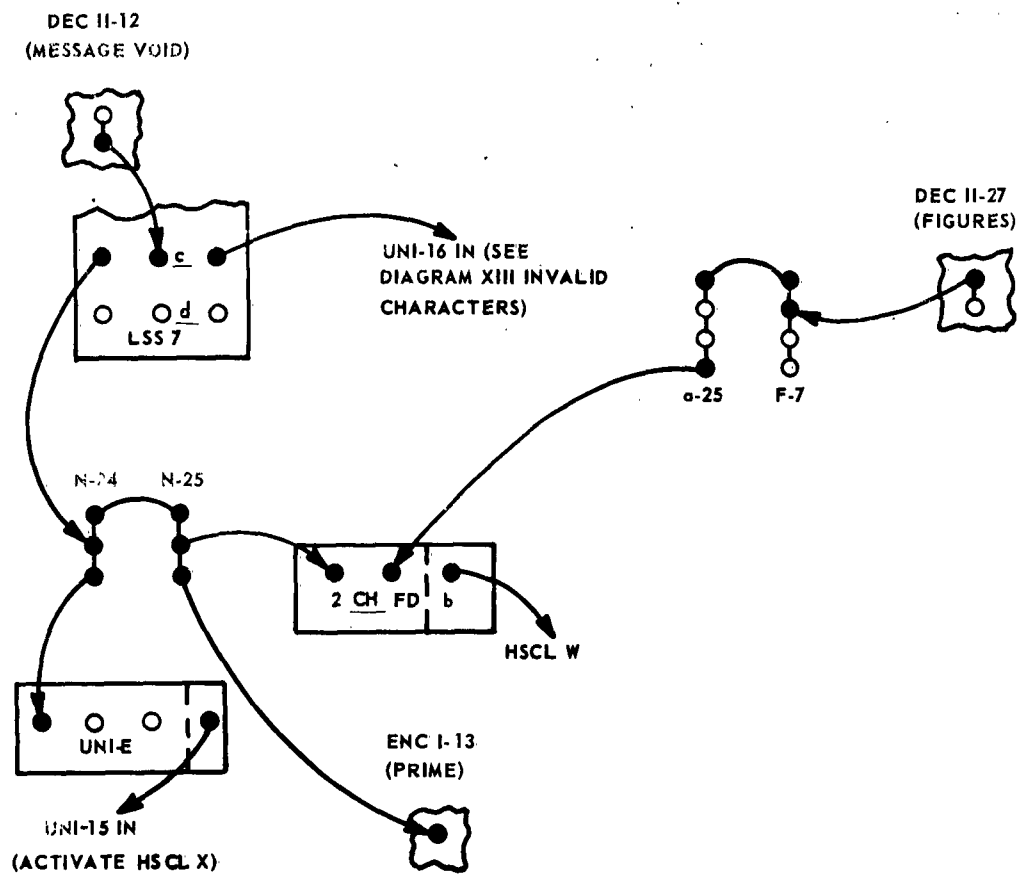 DEC II-12
(MESSAGE VOID)
DEC II-27
(FIGURES)
c
UNI-16 IN (SEE
DIAGRAM XIII INVALID
CHARACTERS)
d
LSS 7
a-25 F-7
N-24 N-25
2 CH FD b
HSCL W
UNI-E
ENC I-13
(PRIME)
UNI-15 IN
(ACTIVATE HSCL X)